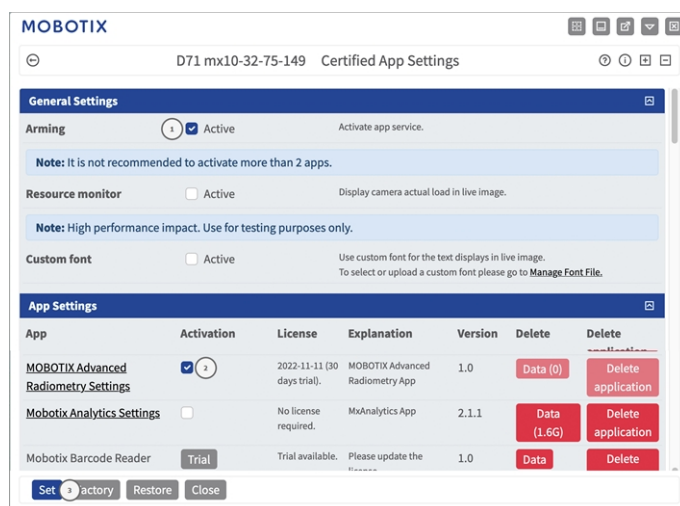 MOBOTIX
D71 mx10-32-75-149 Certified App Settings
General Settings
Arming 1 Active Activate app service.
Note: It is not recommended to activate more than 2 apps.
Resource monitor Active Display camera actual load in live image.
Note: High performance impact. Use for testing purposes only.
Custom font Active Use custom font for the text displays in live image.
To select or upload a custom font please go to Manage Font File.
App Settings
App Activation License Explanation Version Delete Delete
MOBOTIX Advanced 2 2022-11-11 (30 MOBOTIX Advanced 1.0 Data (0) Delete
Radiometry Settings days trial). Radiometry App application
Mobotix Analytics Settings No license MxAnalytics App 2.1.1 Data Delete
required. (1.6G) application
Mobotix Barcode Reader Trial Trial available. Please update the 1.0 Data Delete
Set 3 actory Restore Close